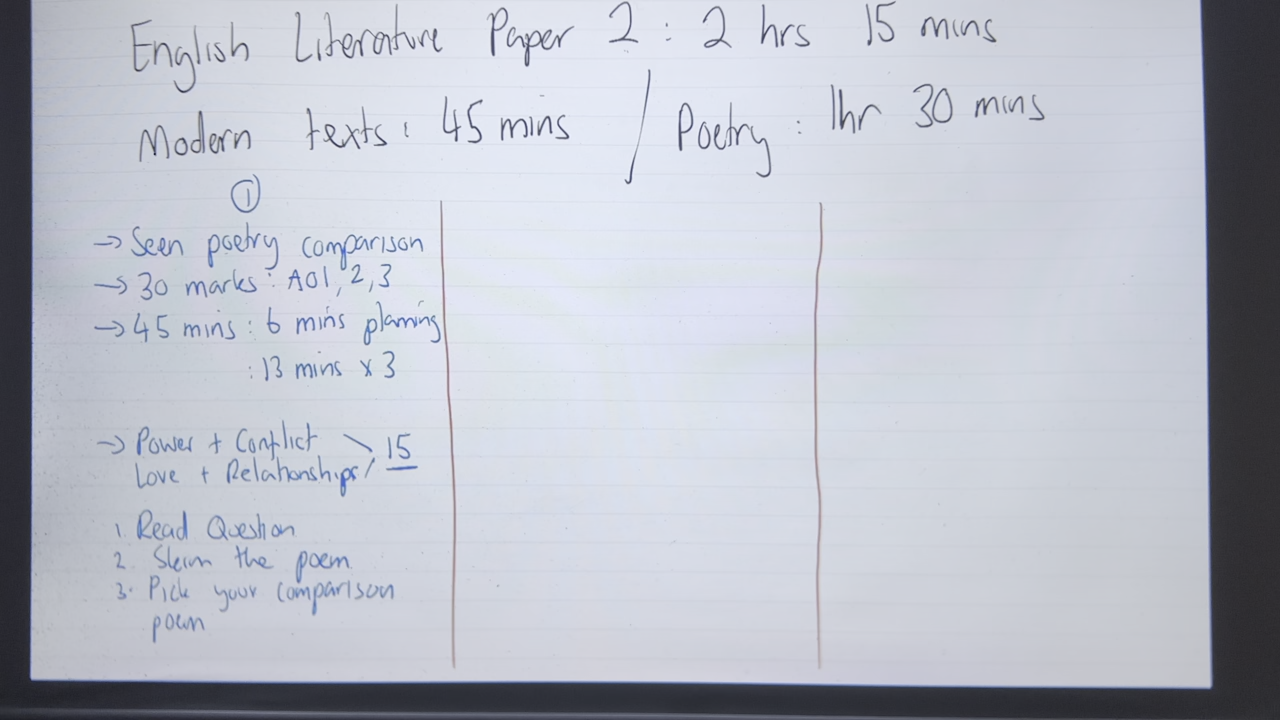 English Literature Paper 2 : 2 hrs 15 mins
Modern texts : 45 mins / Poetry : 1hr 30 mins
①
→ Seen poetry comparison
→ 30 marks : AO1, 2, 3
→ 45 mins : 6 mins planning
: 13 mins x 3
→ Power + Conflict
Love + Relationships
15
1. Read Question
2. Skim the poem
3. Pick your comparison
poem